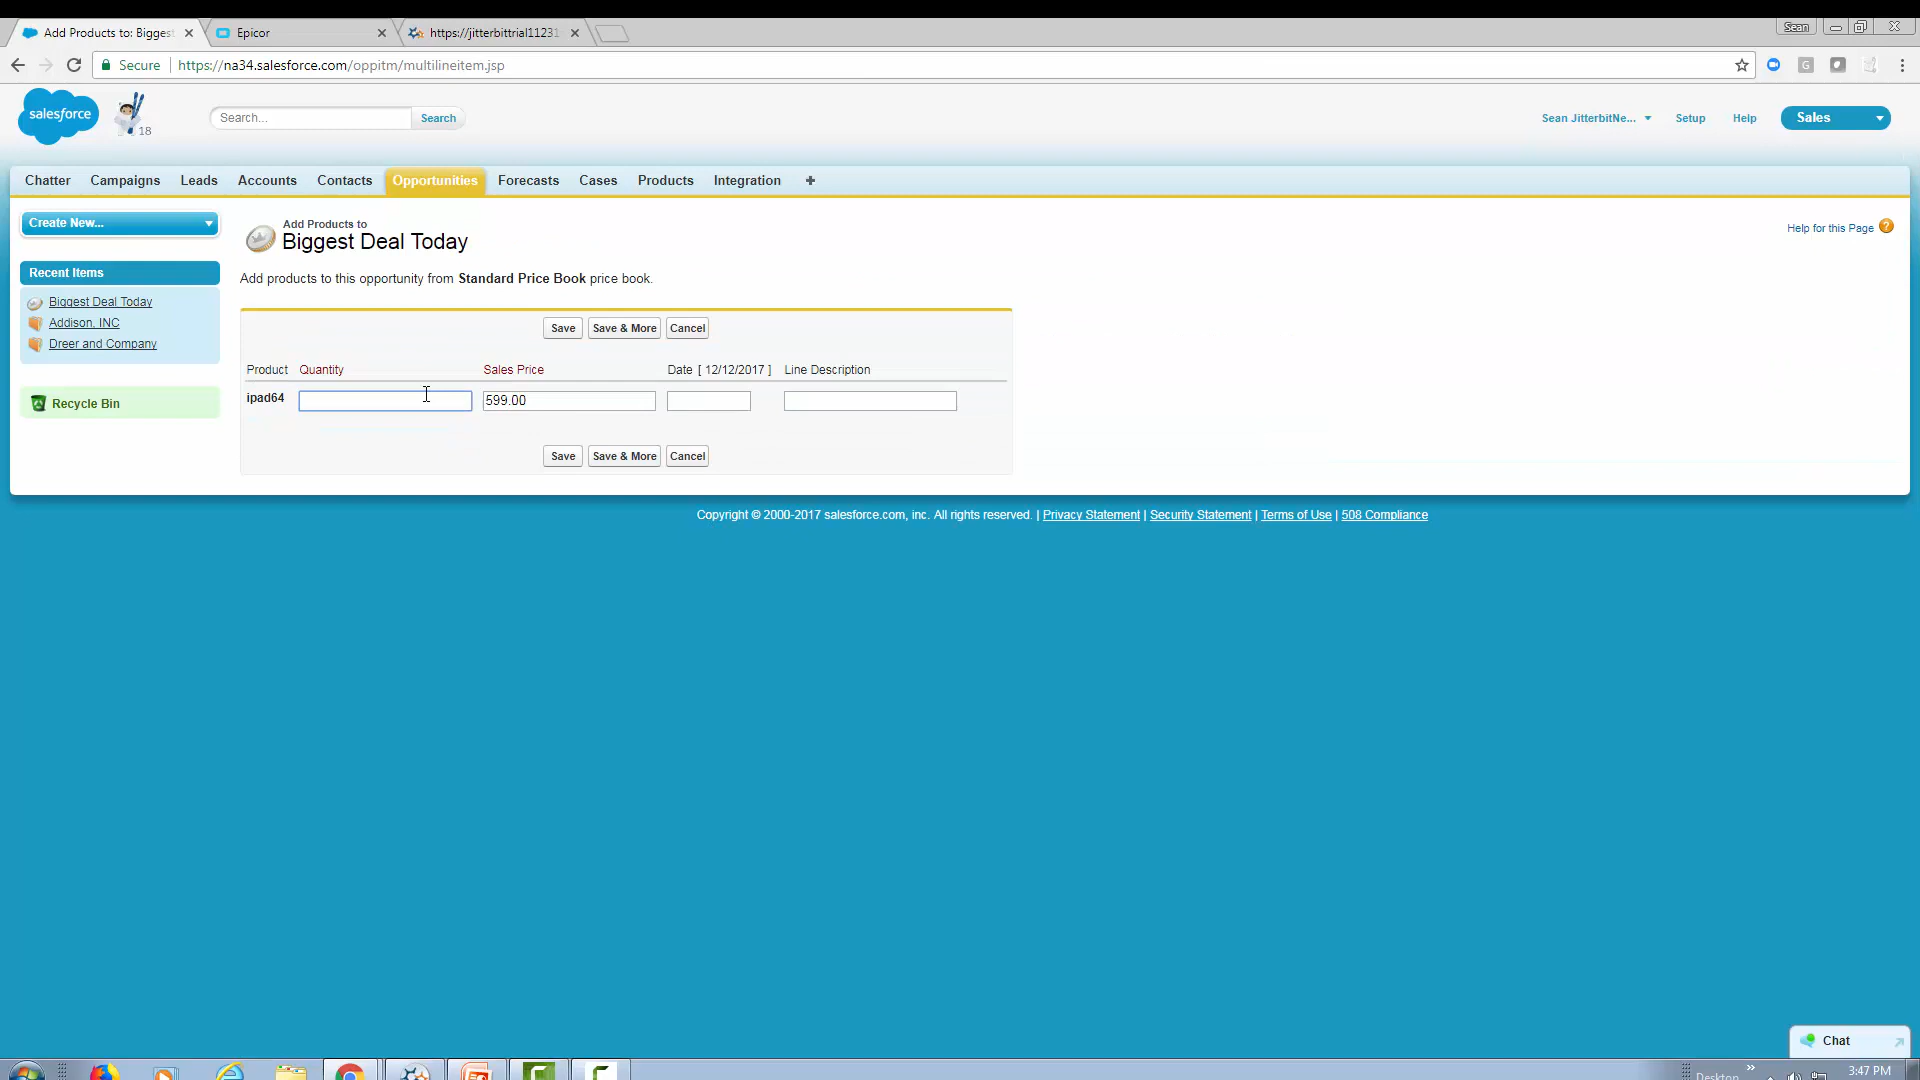 Add Products to: Biggest
Epicor
https://jitterbittrial11231
Sean
Secure
https://na34.salesforce.com/oppitm/multilineitem.jsp
salesforce
18
Search...
Search
Sean JitterbitNe...
Setup
Help
Sales
Chatter
Campaigns
Leads
Accounts
Contacts
Opportunities
Forecasts
Cases
Products
Integration
Create New...
Recent Items
Biggest Deal Today
Addison, INC
Dreer and Company
Recycle Bin
Add Products to
Biggest Deal Today
Help for this Page
Add products to this opportunity from Standard Price Book price book.
Save
Save & More
Cancel
Product
Quantity
Sales Price
Date [ 12/12/2017 ]
Line Description
ipad64
599.00
Save
Save & More
Cancel
Copyright © 2000-2017 salesforce.com, inc. All rights reserved. | Privacy Statement | Security Statement | Terms of Use | 508 Compliance
Chat
Desktop
3:47 PM